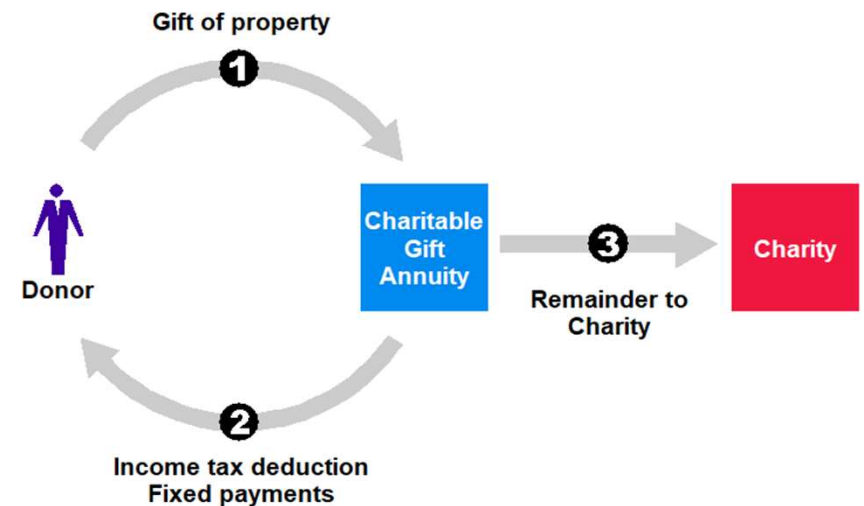 Gift of property
1
Donor
Charitable
Gift
Annuity
3
Remainder to
Charity
Charity
2
Income tax deduction
Fixed payments